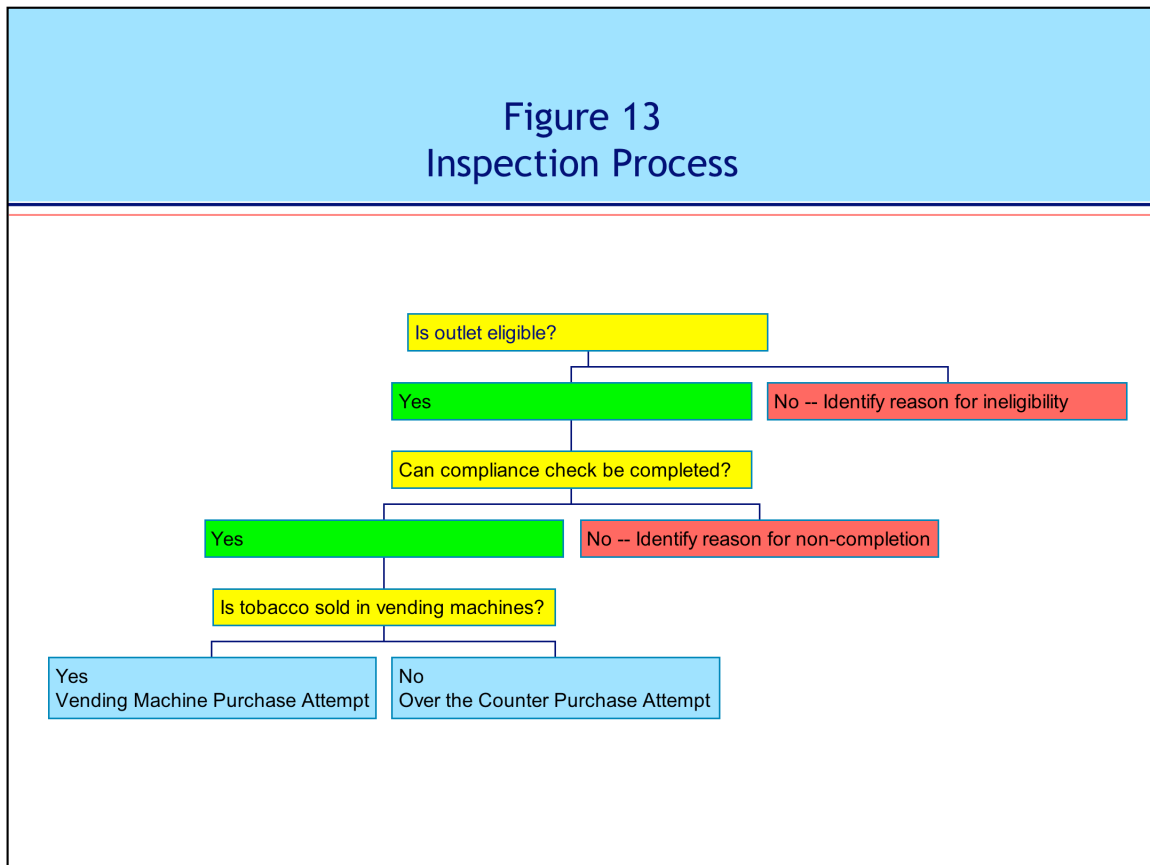 Figure 13
Inspection Process
Is outlet eligible?
Yes
No -- Identify reason for ineligibility
Can compliance check be completed?
Yes
No -- Identify reason for non-completion
Is tobacco sold in vending machines?
Yes
Vending Machine Purchase Attempt
No
Over the Counter Purchase Attempt